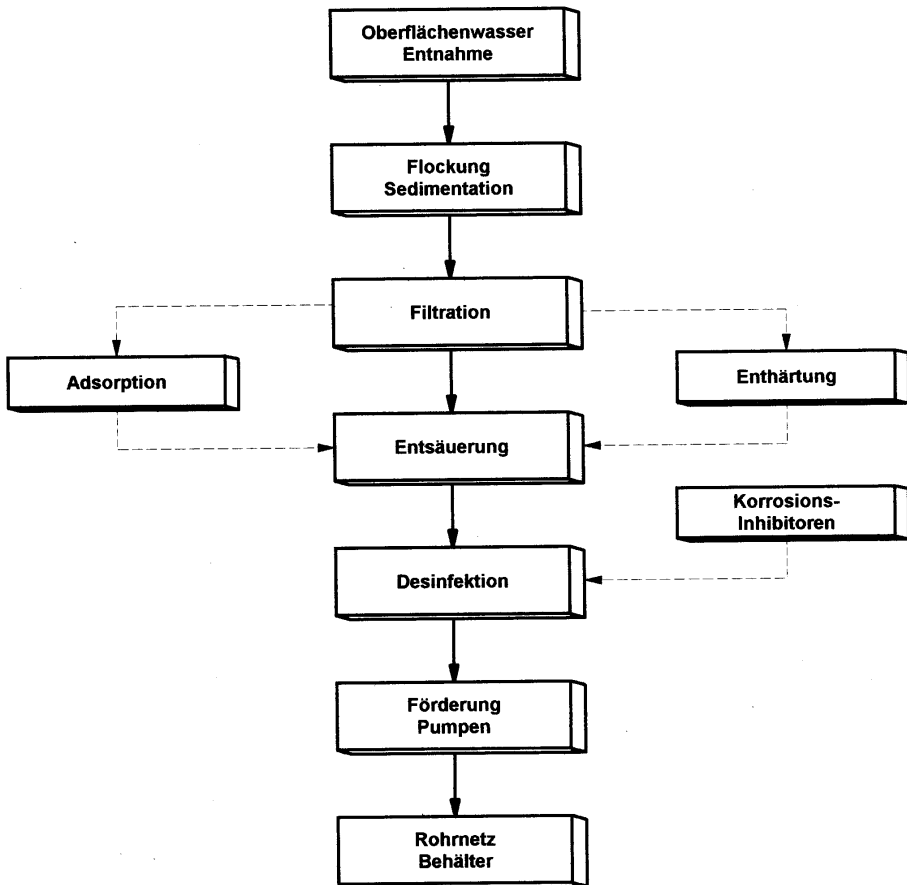 Oberflächenwasser
Entnahme
Flockung
Sedimentation
Filtration
Adsorption
Enthärtung
Entsäuerung
Korrosions-
Inhibitoren
Desinfektion
Förderung
Pumpen
Rohrnetz
Behälter